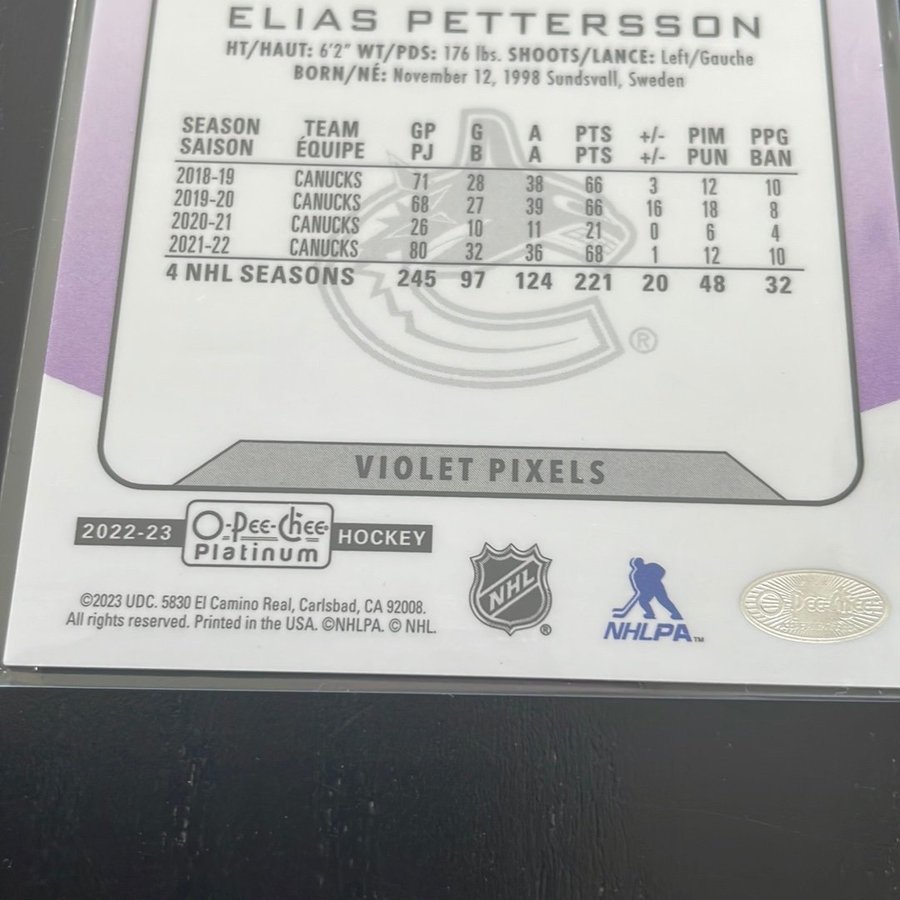 ELIAS PETTERSSON
HT/HAUT: 6'2" WT/PDS: 176 lbs. SHOOTS/LANCE: Left/Gauche
BORN/NÉ: November 12, 1998 Sundsvall, Sweden
SEASON TEAM GP G A PTS +/- PIM PPG
SAISON ÉQUIPE PJ B A PTS +/- PUN BAN
2018-19 CANUCKS 71 28 38 66 3 12 10
2019-20 CANUCKS 68 27 39 66 16 18 8
2020-21 CANUCKS 26 10 11 21 0 6 4
2021-22 CANUCKS 80 32 36 68 1 12 10
4 NHL SEASONS 245 97 124 221 20 48 32
®
VIOLET PIXELS
2022-23 O-Pee-Chee® HOCKEY
Platinum
©2023 UDC. 5830 El Camino Real, Carlsbad, CA 92008.
All rights reserved. Printed in the USA. ©NHLPA. © NHL.
NHL ®
NHLPA™
O-Pee-Chee